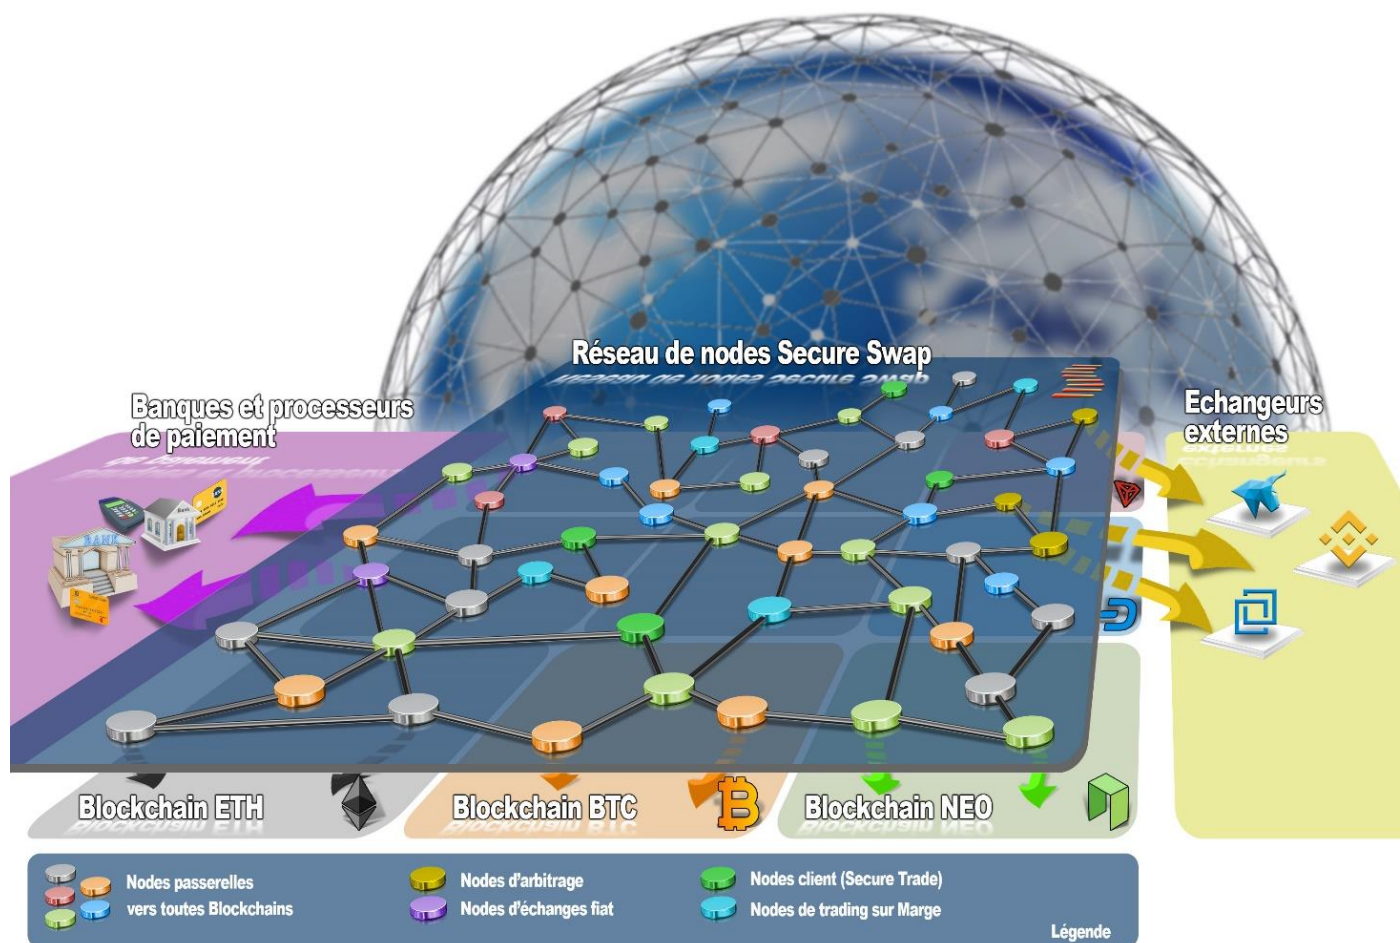 Réseau de nodes Secure Swap
Banques et processeurs
de paiement
Echangeurs
externes
BANK
Blockchain ETH
Blockchain BTC
Blockchain NEO
Nodes passerelles
vers toutes Blockchains
Nodes d'arbitrage
Nodes d'échanges fiat
Nodes client (Secure Trade)
Nodes de trading sur Marge
Légende